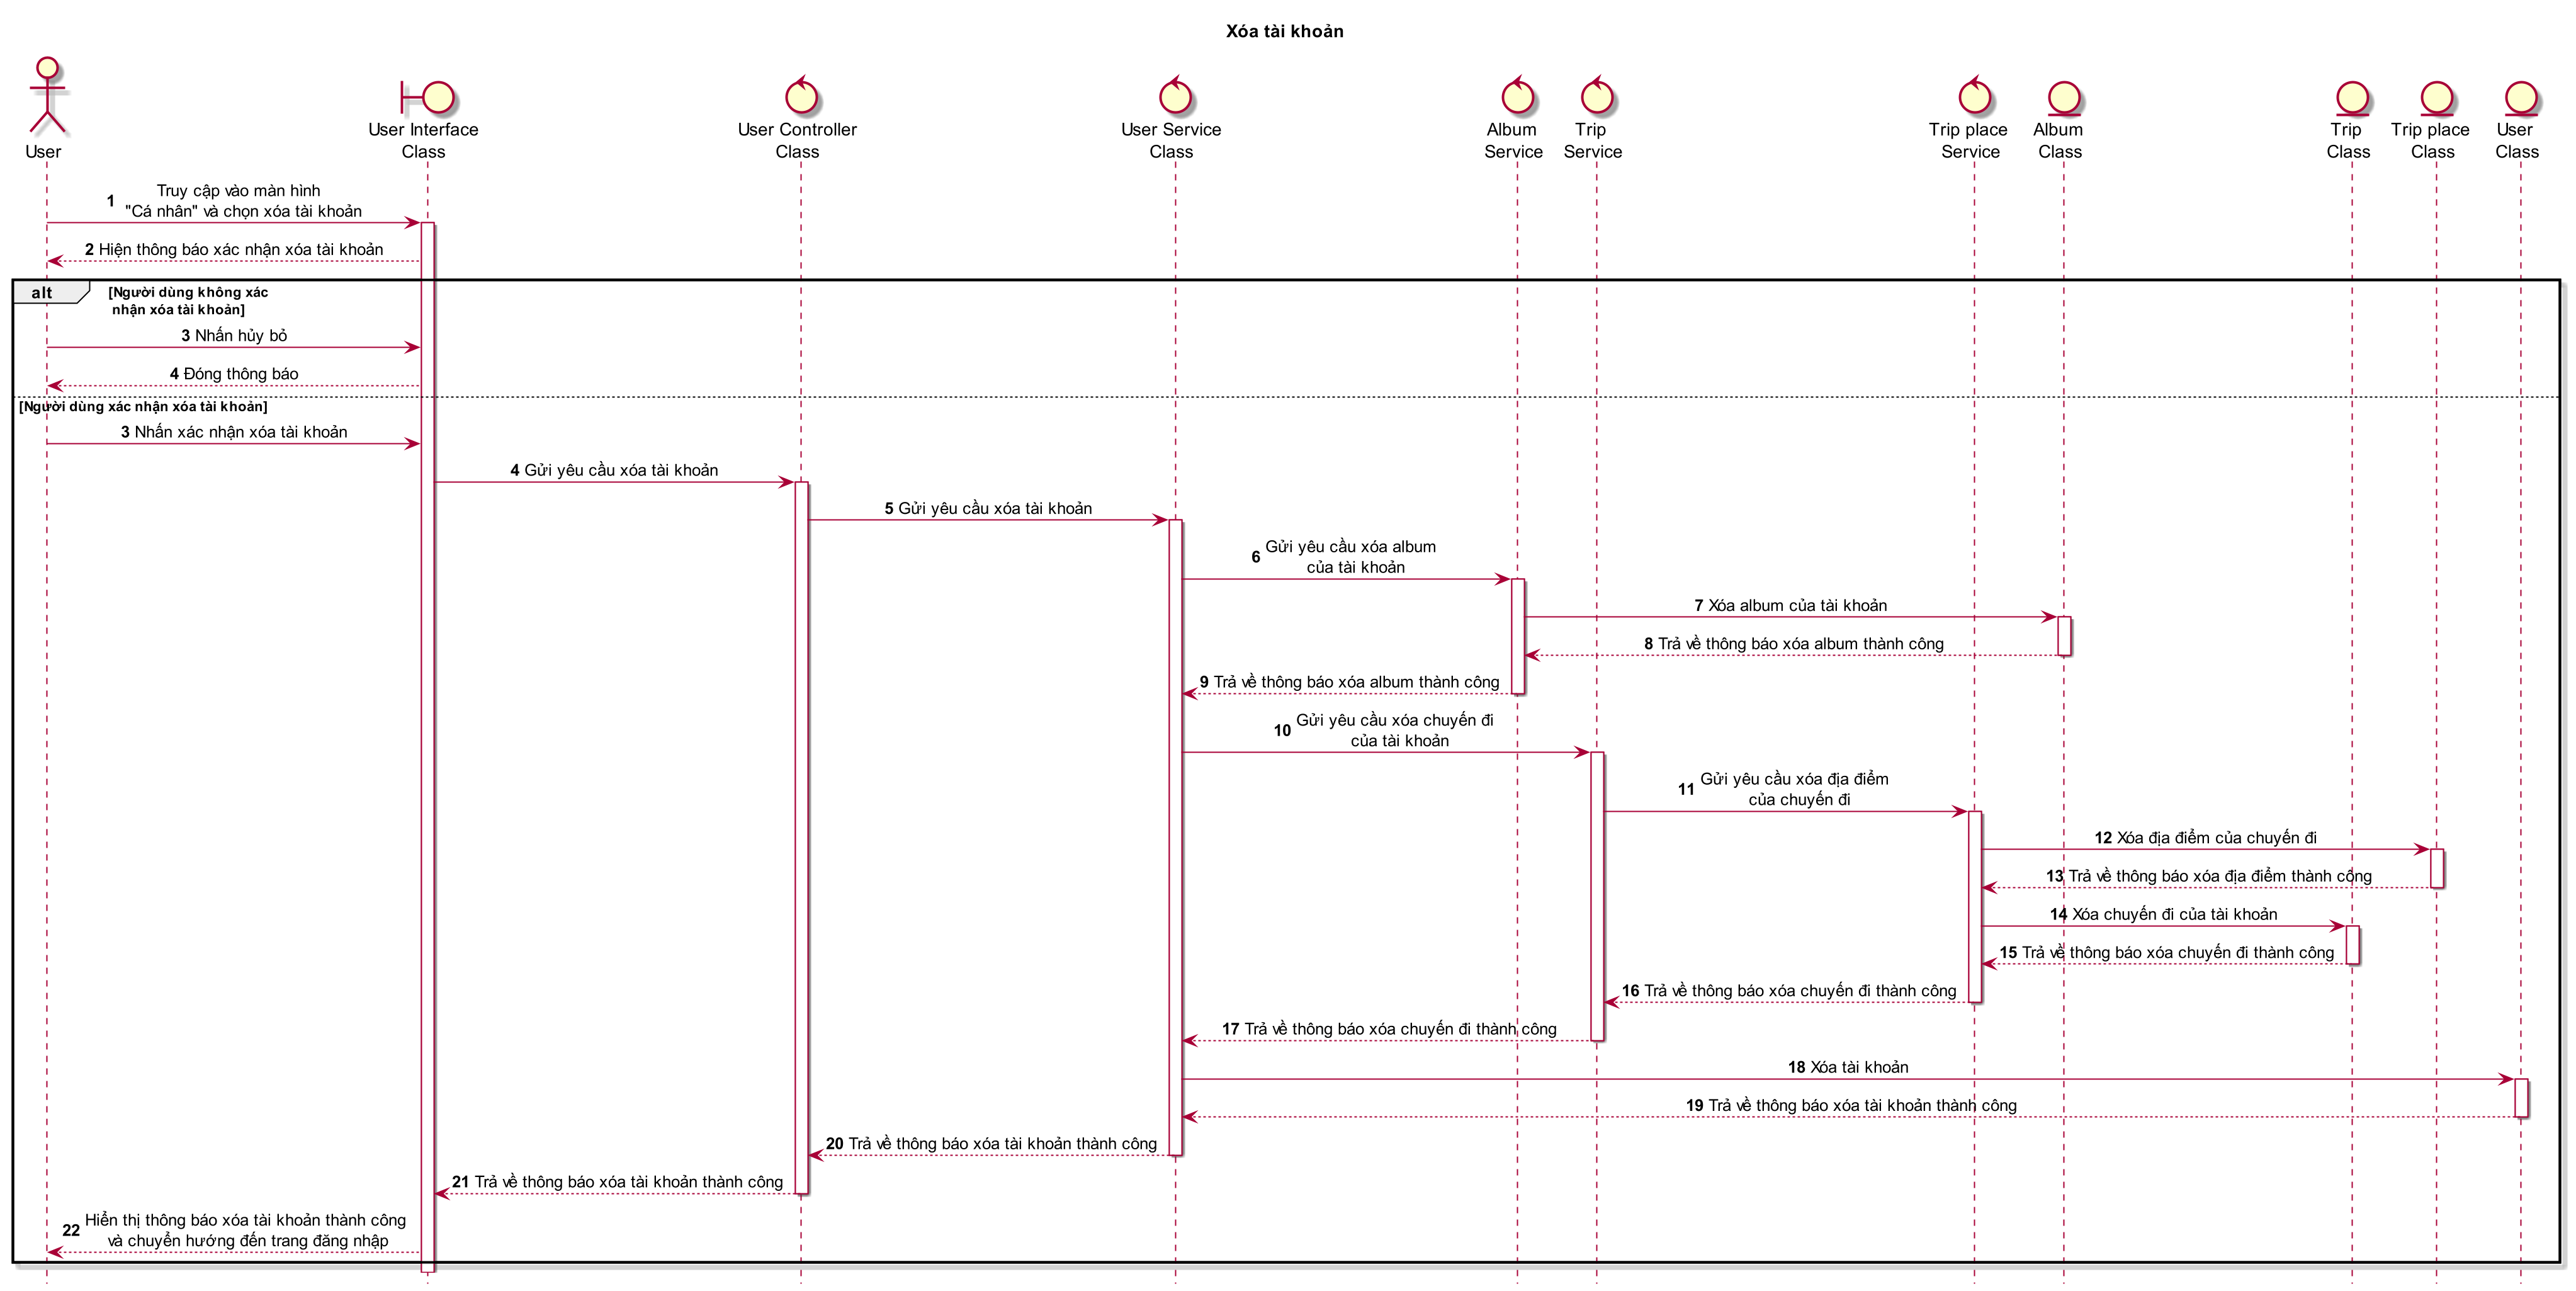 Xóa tài khoản
User
User Interface
Class
User Controller
Class
User Service
Class
Album
Service
Trip
Service
Trip place
Service
Album
Class
Trip
Class
Trip place
Class
User
Class
1 Truy cập vào màn hình
"Cá nhân" và chọn xóa tài khoản
2 Hiện thông báo xác nhận xóa tài khoản
alt [Người dùng không xác
nhận xóa tài khoản]
3 Nhấn hủy bỏ
4 Đóng thông báo
[Người dùng xác nhận xóa tài khoản]
3 Nhấn xác nhận xóa tài khoản
4 Gửi yêu cầu xóa tài khoản
5 Gửi yêu cầu xóa tài khoản
6 Gửi yêu cầu xóa album
của tài khoản
7 Xóa album của tài khoản
8 Trả về thông báo xóa album thành công
9 Trả về thông báo xóa album thành công
10 Gửi yêu cầu xóa chuyến đi
của tài khoản
11 Gửi yêu cầu xóa địa điểm
của chuyến đi
12 Xóa địa điểm của chuyến đi
13 Trả về thông báo xóa địa điểm thành công
14 Xóa chuyến đi của tài khoản
15 Trả về thông báo xóa chuyến đi thành công
16 Trả về thông báo xóa chuyến đi thành công
17 Trả về thông báo xóa chuyến đi thành công
18 Xóa tài khoản
19 Trả về thông báo xóa tài khoản thành công
20 Trả về thông báo xóa tài khoản thành công
21 Trả về thông báo xóa tài khoản thành công
22 Hiển thị thông báo xóa tài khoản thành công
và chuyển hướng đến trang đăng nhập